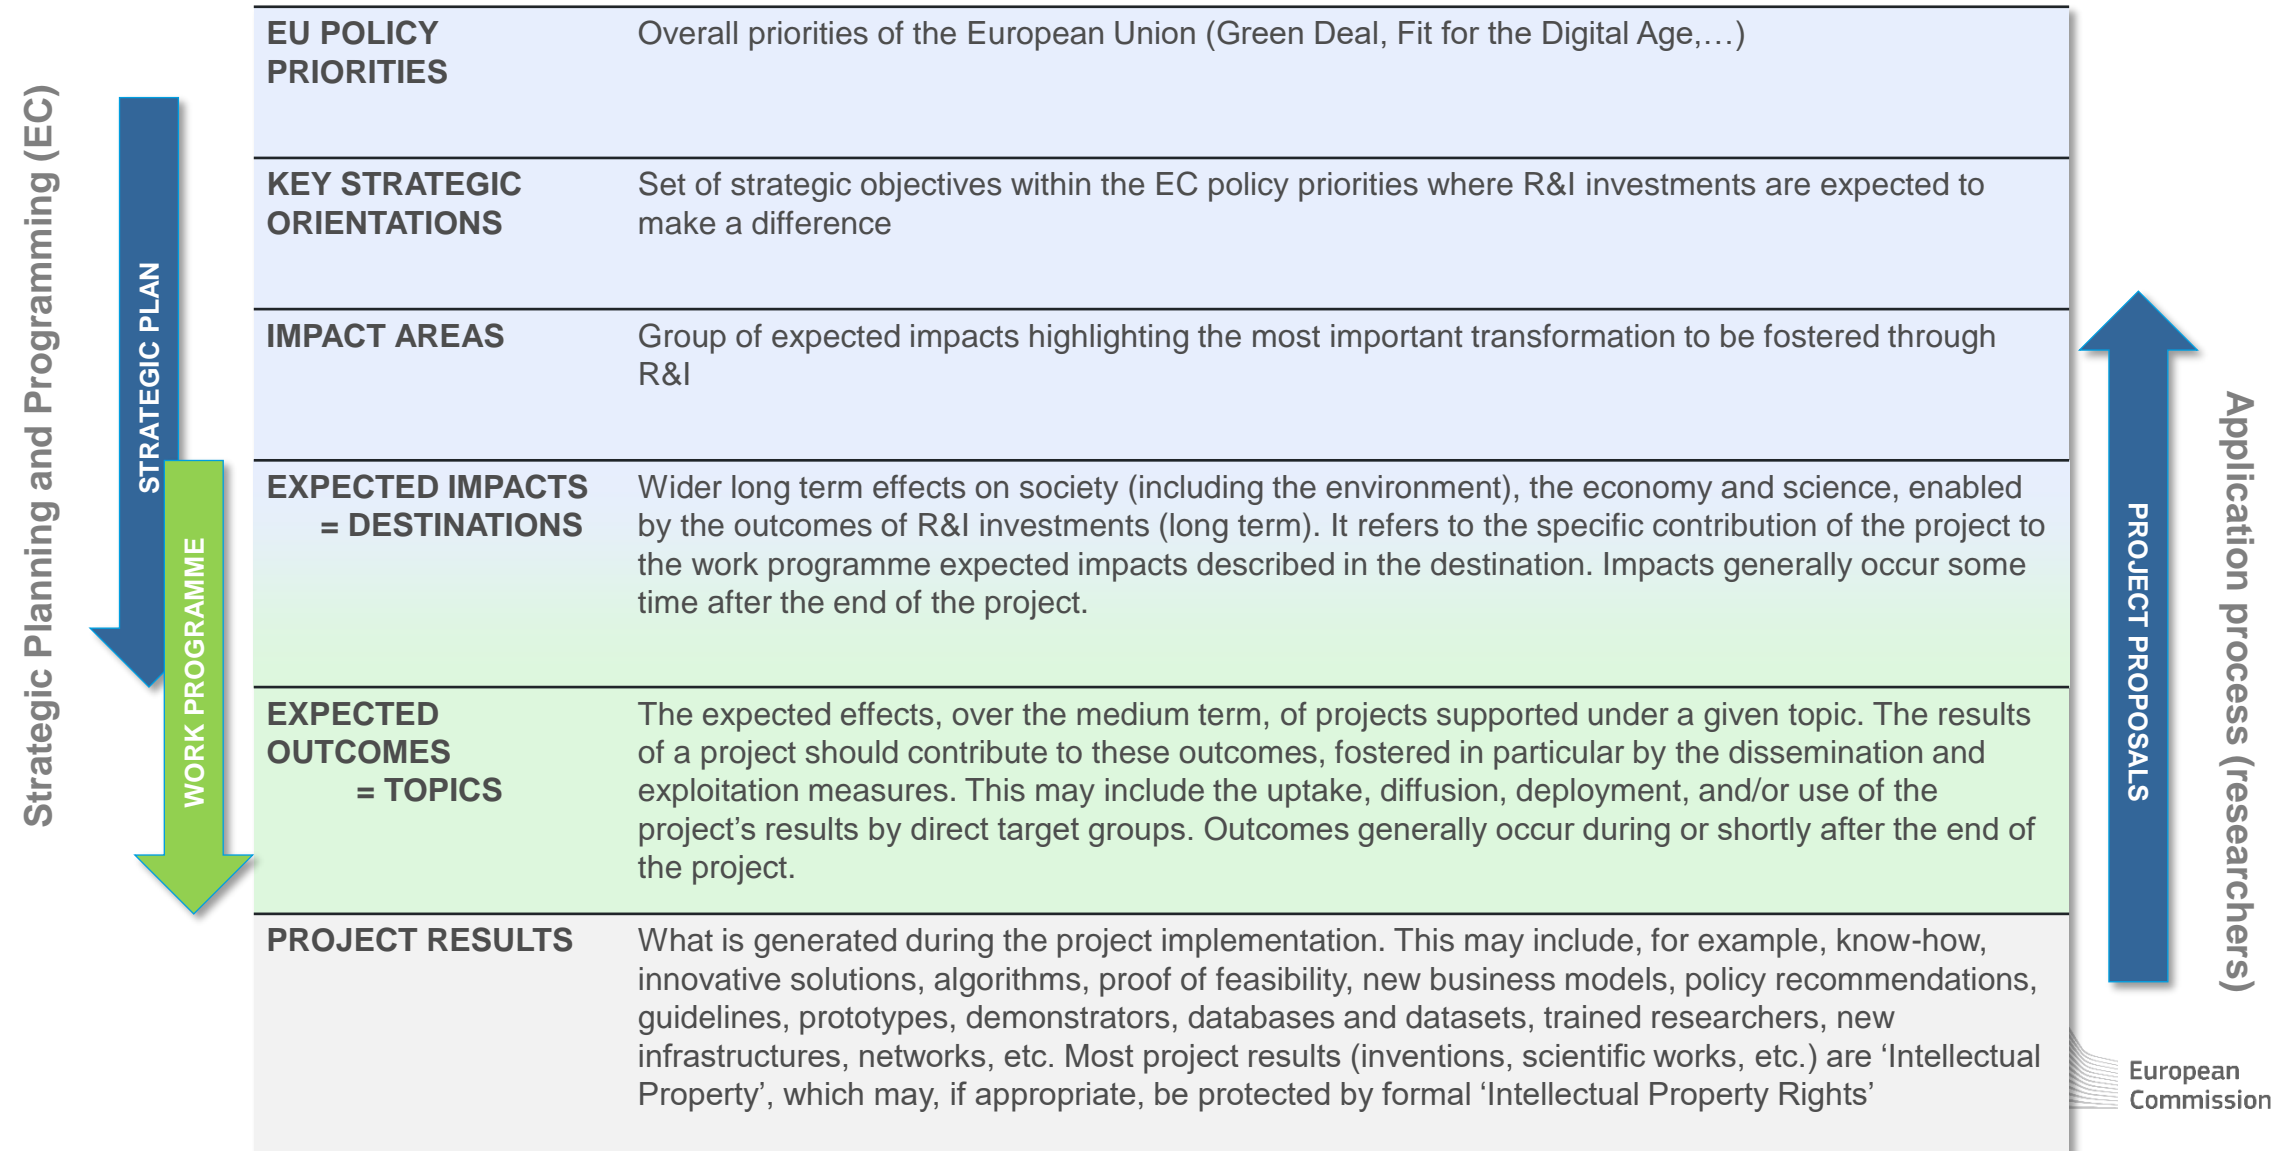 Strategic Planning and Programming (EC)
STRATEGIC PLAN
WORK PROGRAMME
EU POLICY
PRIORITIES
Overall priorities of the European Union (Green Deal, Fit for the Digital Age,…)
KEY STRATEGIC
ORIENTATIONS
Set of strategic objectives within the EC policy priorities where R&I investments are expected to
make a difference
IMPACT AREAS
Group of expected impacts highlighting the most important transformation to be fostered through
R&I
EXPECTED IMPACTS
= DESTINATIONS
Wider long term effects on society (including the environment), the economy and science, enabled
by the outcomes of R&I investments (long term). It refers to the specific contribution of the project to
the work programme expected impacts described in the destination. Impacts generally occur some
time after the end of the project.
EXPECTED
OUTCOMES
= TOPICS
The expected effects, over the medium term, of projects supported under a given topic. The results
of a project should contribute to these outcomes, fostered in particular by the dissemination and
exploitation measures. This may include the uptake, diffusion, deployment, and/or use of the
project’s results by direct target groups. Outcomes generally occur during or shortly after the end of
the project.
PROJECT RESULTS
What is generated during the project implementation. This may include, for example, know-how,
innovative solutions, algorithms, proof of feasibility, new business models, policy recommendations,
guidelines, prototypes, demonstrators, databases and datasets, trained researchers, new
infrastructures, networks, etc. Most project results (inventions, scientific works, etc.) are ‘Intellectual
Property’, which may, if appropriate, be protected by formal ‘Intellectual Property Rights’
PROJECT PROPOSALS
Application process (researchers)
European
Commission